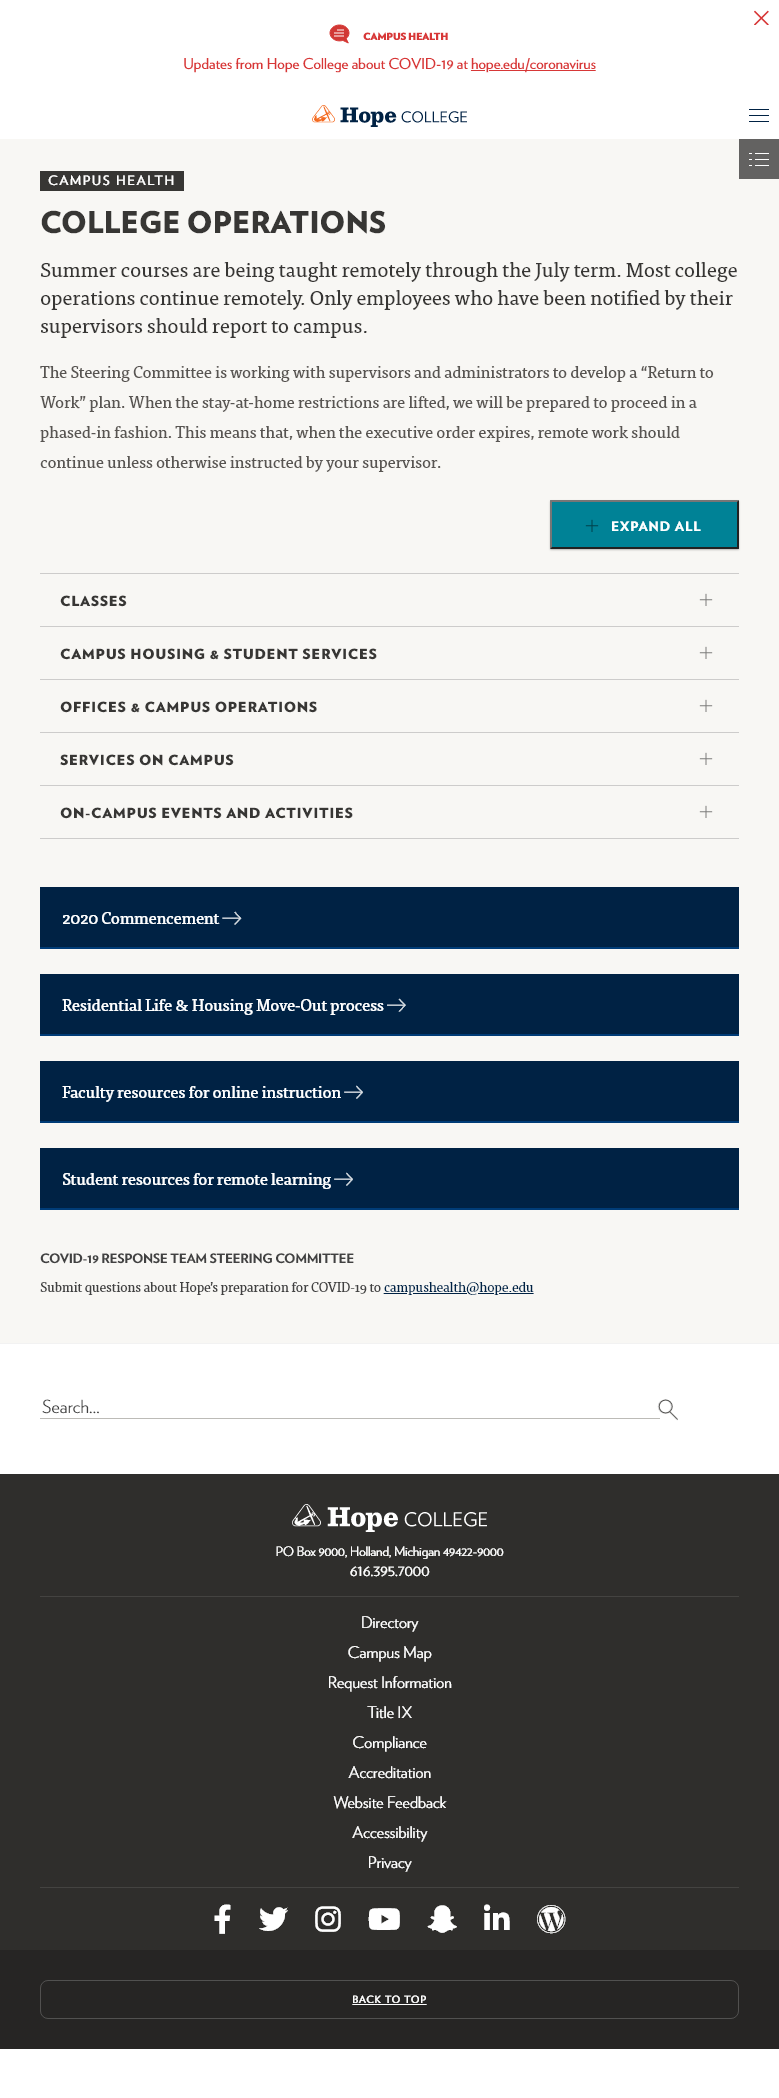 CAMPUS HEALTH
Updates from Hope College about COVID-19 at hope.edu/coronavirus
Hope COLLEGE
CAMPUS HEALTH
COLLEGE OPERATIONS
Summer courses are being taught remotely through the July term. Most college
operations continue remotely. Only employees who have been notified by their
supervisors should report to campus.
The Steering Committee is working with supervisors and administrators to develop a “Return to
Work” plan. When the stay-at-home restrictions are lifted, we will be prepared to proceed in a
phased-in fashion. This means that, when the executive order expires, remote work should
continue unless otherwise instructed by your supervisor.
EXPAND ALL
CLASSES
CAMPUS HOUSING & STUDENT SERVICES
OFFICES & CAMPUS OPERATIONS
SERVICES ON CAMPUS
ON-CAMPUS EVENTS AND ACTIVITIES
2020 Commencement
Residential Life & Housing Move-Out process
Faculty resources for online instruction
Student resources for remote learning
COVID-19 RESPONSE TEAM STEERING COMMITTEE
Submit questions about Hope’s preparation for COVID-19 to campushealth@hope.edu
Search...
Hope COLLEGE
PO Box 9000, Holland, Michigan 49422-9000
616.395.7000
Directory
Campus Map
Request Information
Title IX
Compliance
Accreditation
Website Feedback
Accessibility
Privacy
BACK TO TOP